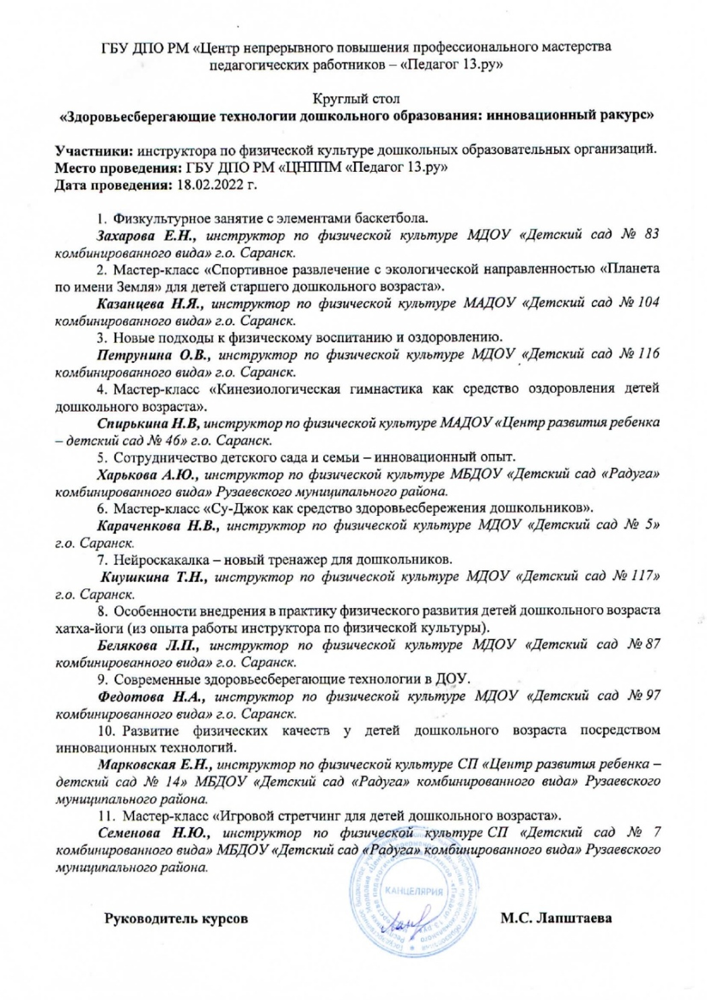 ГБУ ДПО РМ «Центр непрерывного повышения профессионального мастерства
педагогических работников – «Педагог 13.ру»
Круглый стол
«Здоровьесберегающие технологии дошкольного образования: инновационный ракурс»
Участники: инструктора по физической культуре дошкольных образовательных организаций.
Место проведения: ГБУ ДПО РМ «ЦНППМ «Педагог 13.ру»
Дата проведения: 18.02.2022 г.
1. Физкультурное занятие с элементами баскетбола.
Захарова Е.Н., инструктор по физической культуре МДОУ «Детский сад № 83
комбинированного вида» г.о. Саранск.
2. Мастер-класс «Спортивное развлечение с экологической направленностью «Планета
по имени Земля» для детей старшего дошкольного возраста».
Казанцева Н.Я., инструктор по физической культуре МАДОУ «Детский сад № 104
комбинированного вида» г.о. Саранск.
3. Новые подходы к физическому воспитанию и оздоровлению.
Петрунина О.В., инструктор по физической культуре МДОУ «Детский сад № 116
комбинированного вида» г.о. Саранск.
4. Мастер-класс «Кинезиологическая гимнастика как средство оздоровления детей
дошкольного возраста».
Спирькина Н.В, инструктор по физической культуре МАДОУ «Центр развития ребенка
– детский сад № 46» г.о. Саранск.
5. Сотрудничество детского сада и семьи – инновационный опыт.
Харькова А.Ю., инструктор по физической культуре МБДОУ «Детский сад «Радуга»
комбинированного вида» Рузаевского муниципального района.
6. Мастер-класс «Су-Джок как средство здоровьесбережения дошкольников».
Караченкова Н.В., инструктор по физической культуре МДОУ «Детский сад № 5»
г.о. Саранск.
7. Нейроскакалка – новый тренажер для дошкольников.
Киушкина Т.Н., инструктор по физической культуре МДОУ «Детский сад № 117»
г.о. Саранск.
8. Особенности внедрения в практику физического развития детей дошкольного возраста
хатха-йоги (из опыта работы инструктора по физической культуры).
Белякова Л.П., инструктор по физической культуре МДОУ «Детский сад № 87
комбинированного вида» г.о. Саранск.
9. Современные здоровьесберегающие технологии в ДОУ.
Федотова Н.А., инструктор по физической культуре МДОУ «Детский сад № 97
комбинированного вида» г.о. Саранск.
10. Развитие физических качеств у детей дошкольного возраста посредством
инновационных технологий.
Марковская Е.Н., инструктор по физической культуре СП «Центр развития ребенка –
детский сад № 14» МБДОУ «Детский сад «Радуга» комбинированного вида» Рузаевского
муниципального района.
11. Мастер-класс «Игровой стретчинг для детей дошкольного возраста».
Семенова Н.Ю., инструктор по физической культуре СП «Детский сад № 7
комбинированного вида» МБДОУ «Детский сад «Радуга» комбинированного вида» Рузаевского
муниципального района.
КАНЦЕЛЯРИЯ
Руководитель курсов М.С. Лапштаева